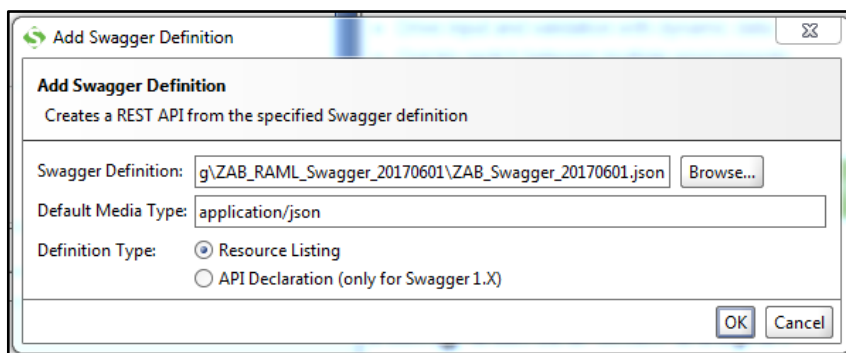 Add Swagger Definition
Add Swagger Definition
Creates a REST API from the specified Swagger definition
Swagger Definition: g\ZAB_RAML_Swagger_20170601\ZAB_Swagger_20170601.json Browse...
Default Media Type: application/json
Definition Type: Resource Listing
API Declaration (only for Swagger 1.X)
OK Cancel